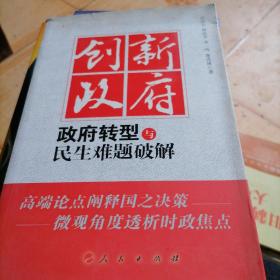 创新
政府
政府转型与
民生难题破解
高端论点阐释国之决策
微观角度透析时政焦点
人民出版社